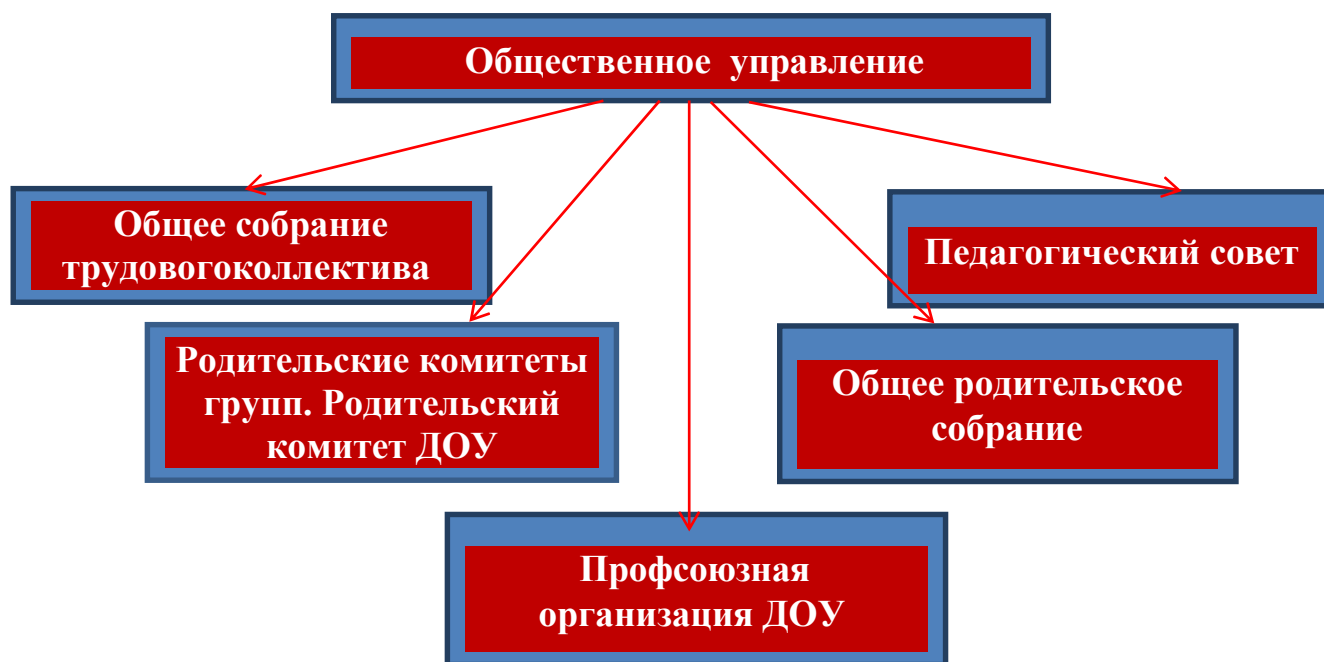 Общественное управление
Общее собрание
трудовогоколлектива
Педагогический совет
Родительские комитеты
групп. Родительский
комитет ДОУ
Общее родительское
собрание
Профсоюзная
организация ДОУ